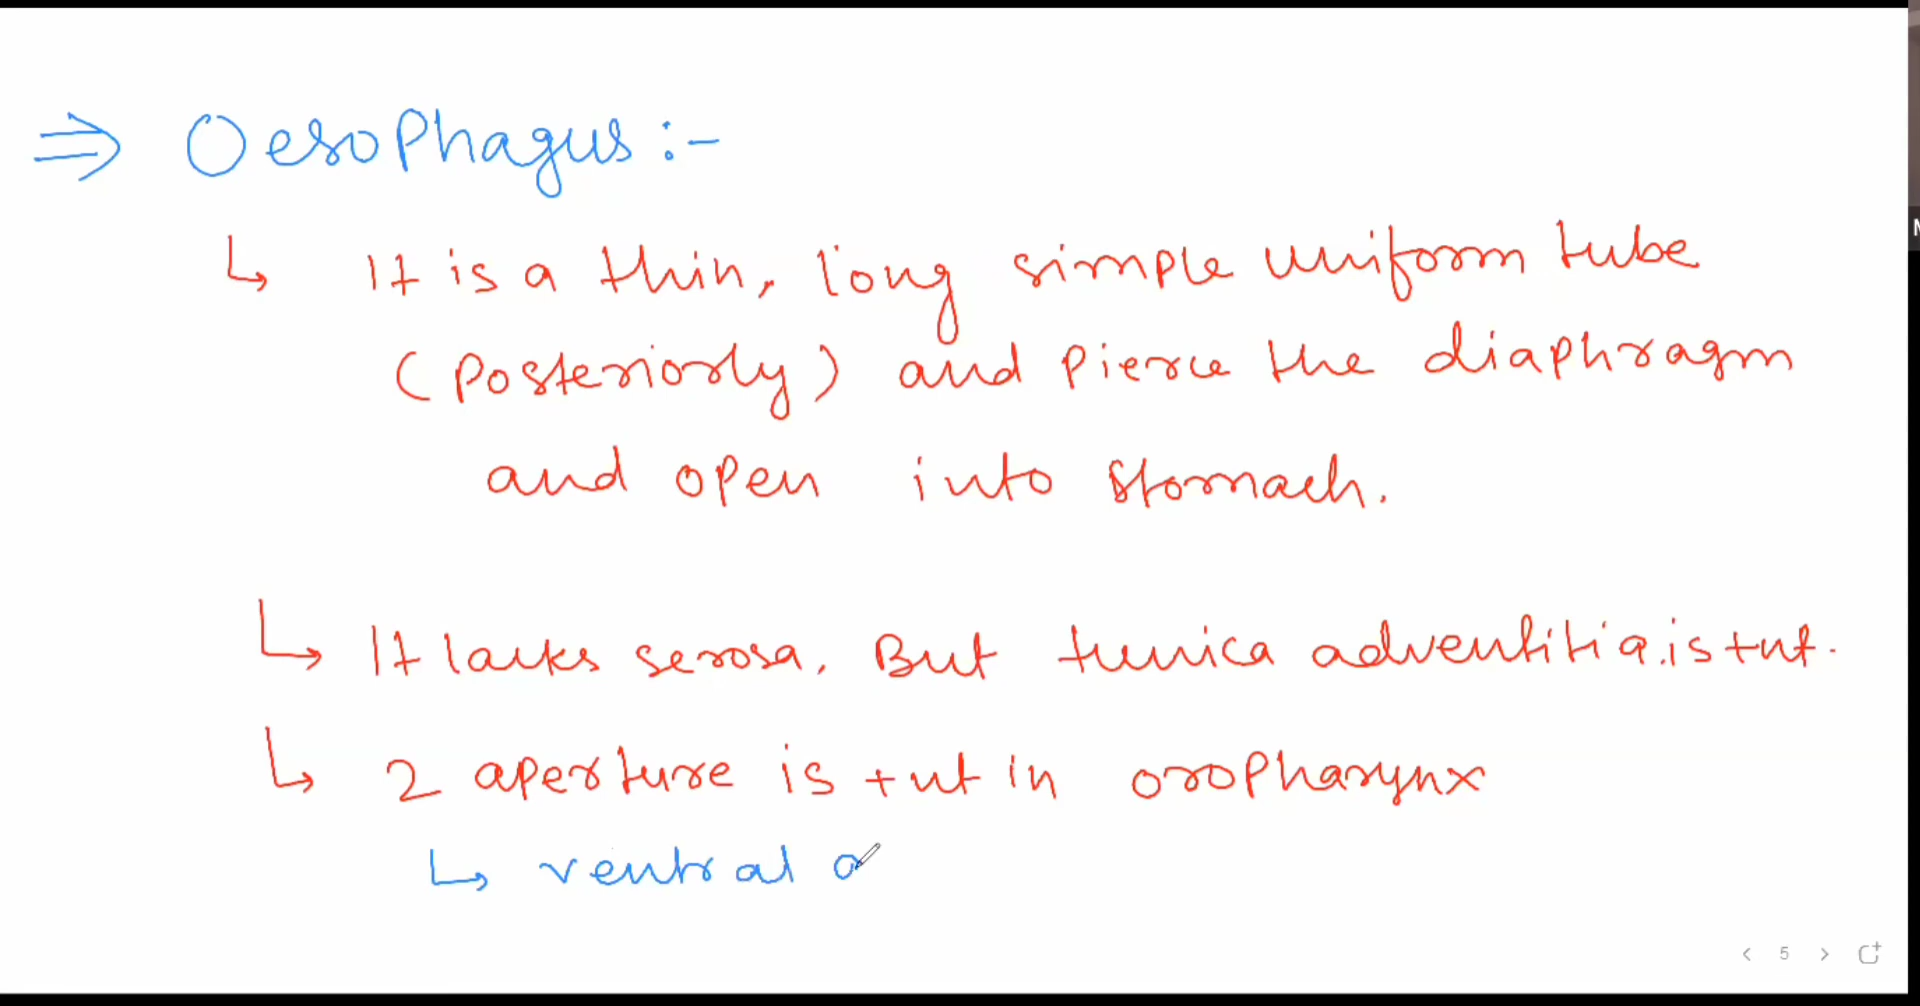 ⇒ Oesophagus :-
↳ It is a thin, long simple uniform tube
(posteriorly) and pierce the diaphragm
and open into stomach.
↳ It lacks serosa, But tunica adventitia is +nt.
↳ 2 aperture is +nt in oropharynx
↳ ventral a
< 5 >